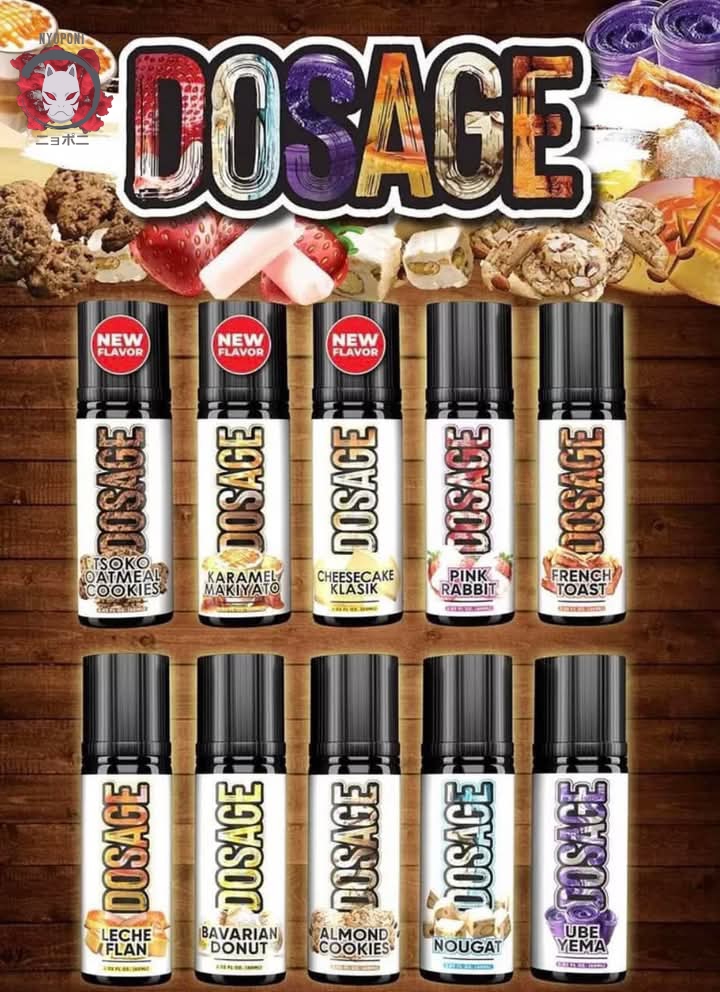 NYOPONI
ニョポニ
DOSAGE
NEW
FLAVOR
NEW
FLAVOR
NEW
FLAVOR
DOSAGE
TSOKO
OATMEAL
COOKIES
DOSAGE
KARAMEL
MAKIYATO
DOSAGE
CHEESECAKE
KLASIK
DOSAGE
PINK
RABBIT
DOSAGE
FRENCH
TOAST
DOSAGE
LECHE
FLAN
DOSAGE
BAVARIAN
DONUT
DOSAGE
ALMOND
COOKIES
DOSAGE
NOUGAT
DOSAGE
UBE
YEMA